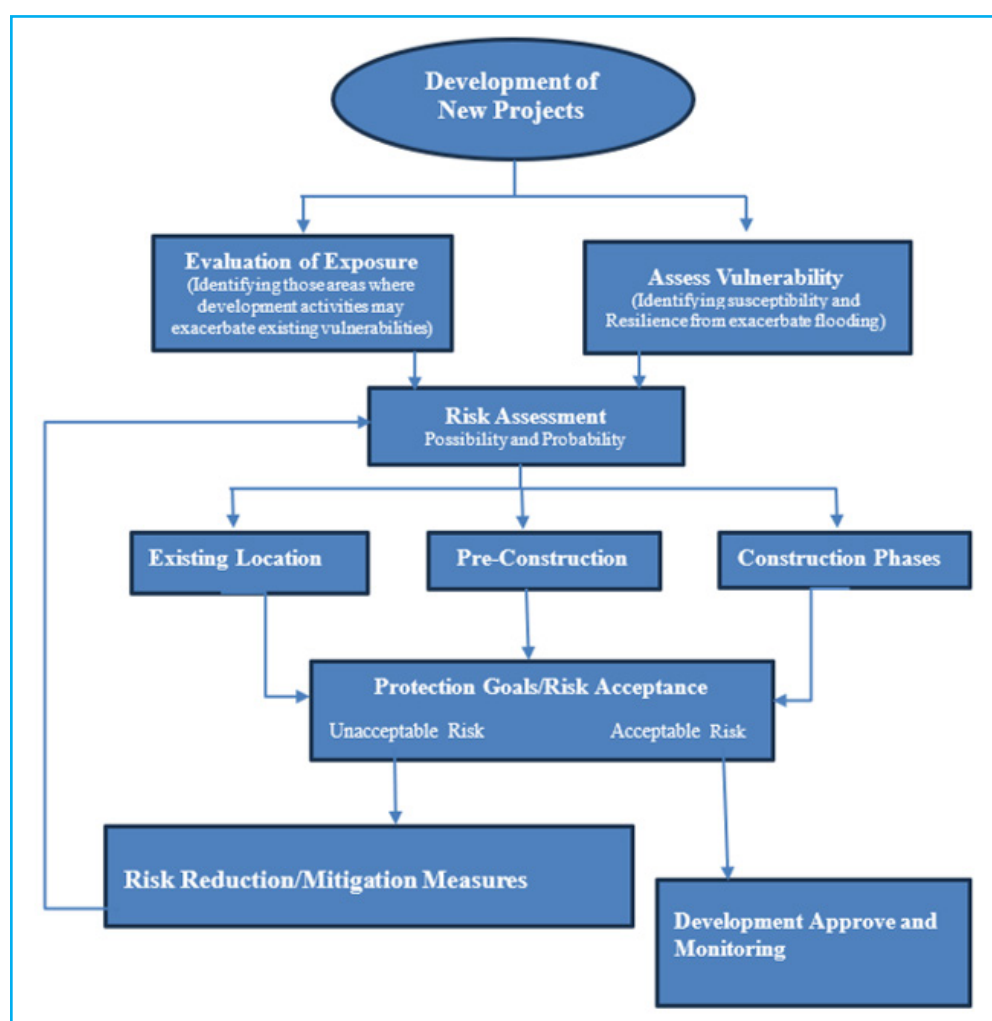 Development of
New Projects
Evaluation of Exposure
(Identifying those areas where
development activities may
exacerbate existing vulnerabilities)
Assess Vulnerability
(Identifying susceptibility and
Resilience from exacerbate flooding)
Risk Assessment
Possibility and Probability
Existing Location
Pre-Construction
Construction Phases
Protection Goals/Risk Acceptance
Unacceptable Risk
Acceptable Risk
Risk Reduction/Mitigation Measures
Development Approve and
Monitoring